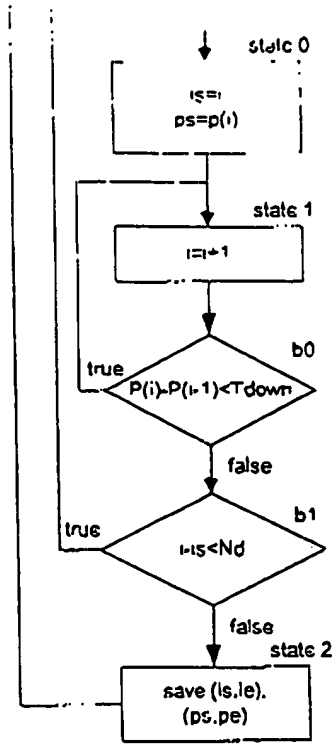 state 0
is=i
ps=p(i)
state 1
i=i+1
b0
true
P(i)-P(i-1)<Tdown
false
b1
true
i-is<Nd
false
state 2
save (is,ie),
(ps,pe)